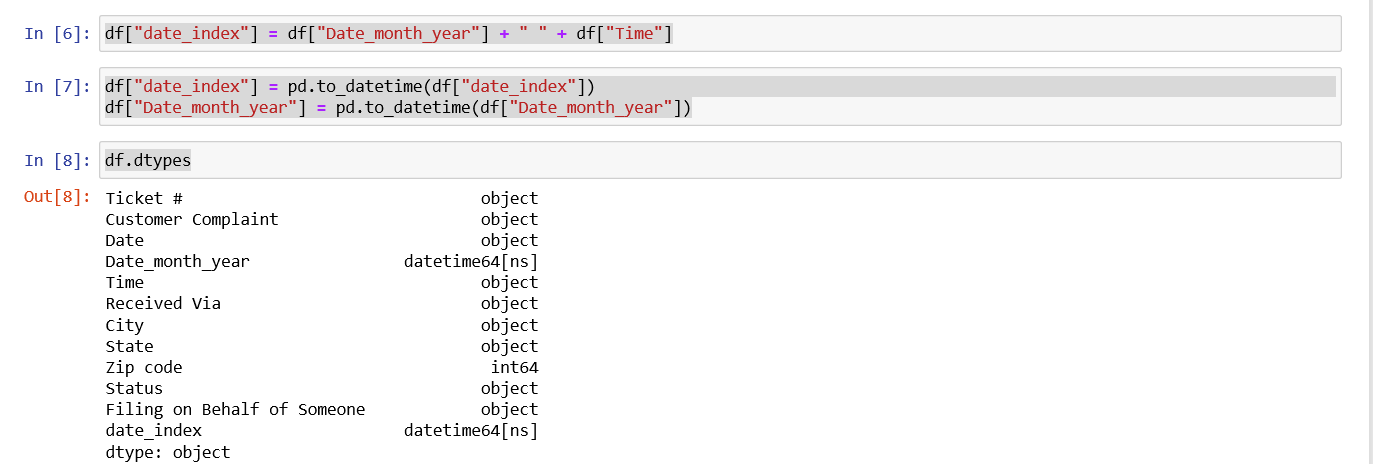 In [6]: df["date_index"] = df["Date_month_year"] + " " + df["Time"]
In [7]: df["date_index"] = pd.to_datetime(df["date_index"])
df["Date_month_year"] = pd.to_datetime(df["Date_month_year"])
In [8]: df.dtypes
Out[8]: Ticket # object
Customer Complaint object
Date object
Date_month_year datetime64[ns]
Time object
Received Via object
City object
State object
Zip code int64
Status object
Filing on Behalf of Someone object
date_index datetime64[ns]
dtype: object